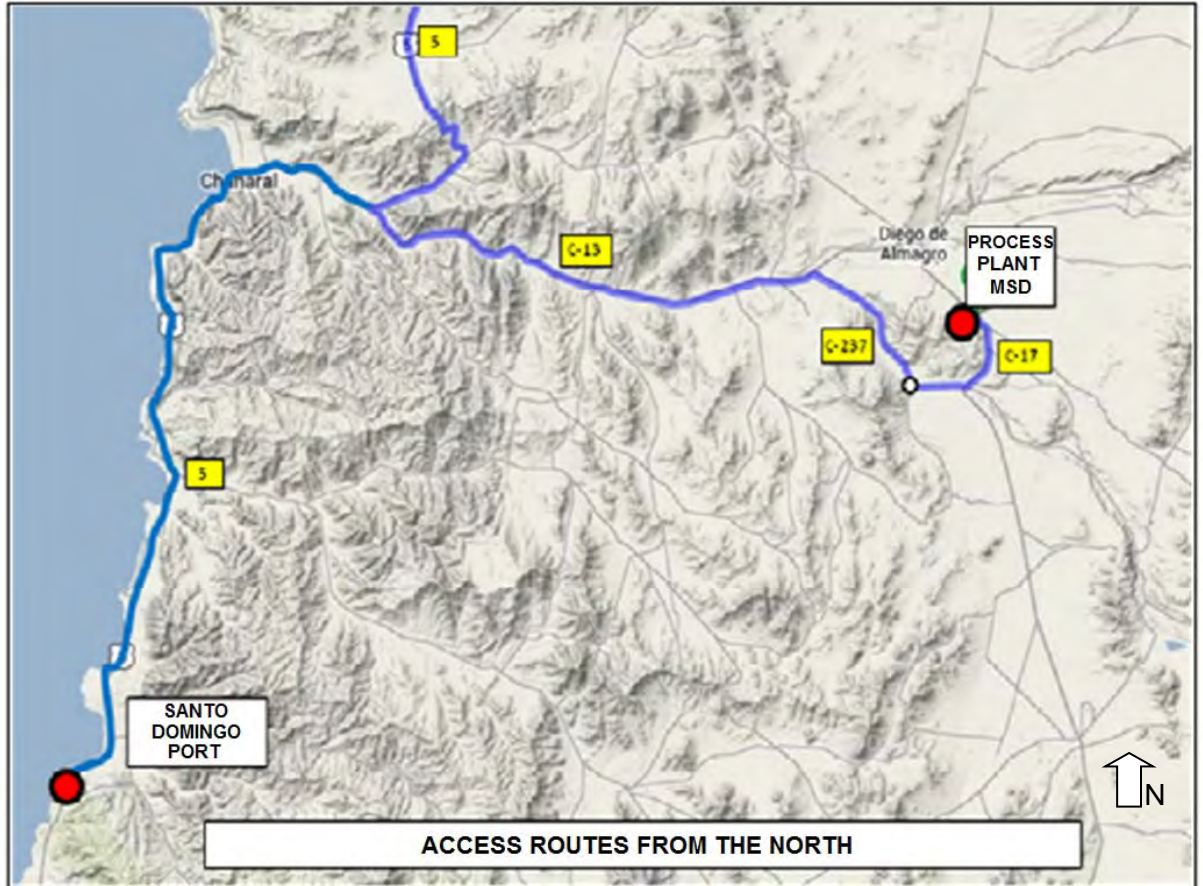 5
5
Chañaral
C-13
Diego de
Almagro
PROCESS
PLANT
MSD
C-237
C-17
5
SANTO
DOMINGO
PORT
N
ACCESS ROUTES FROM THE NORTH